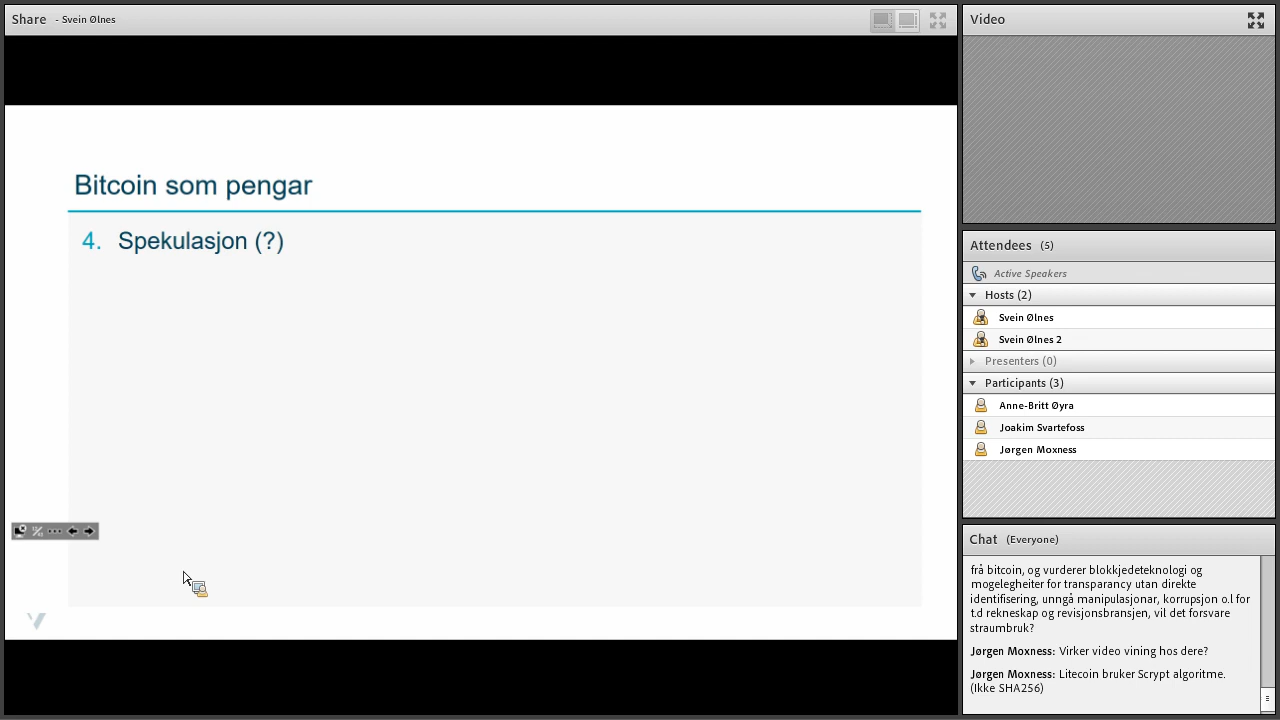 Share - Svein Ølnes
Bitcoin som pengar
4. Spekulasjon (?)
Video
Attendees (5)
Active Speakers
Hosts (2)
Svein Ølnes
Svein Ølnes 2
Presenters (0)
Participants (3)
Anne-Britt Øyra
Joakim Svartefoss
Jørgen Moxness
Chat (Everyone)
frå bitcoin, og vurderer blokkjedeteknologi og
mogelegheiter for transparancy utan direkte
identifisering, unngå manipulasjonar, korrupsjon o.l for
t.d rekneskap og revisjonsbransjen, vil det forsvare
straumbruk?
Jørgen Moxness: Virker video vining hos dere?
Jørgen Moxness: Litecoin bruker Scrypt algoritme.
(Ikke SHA256)